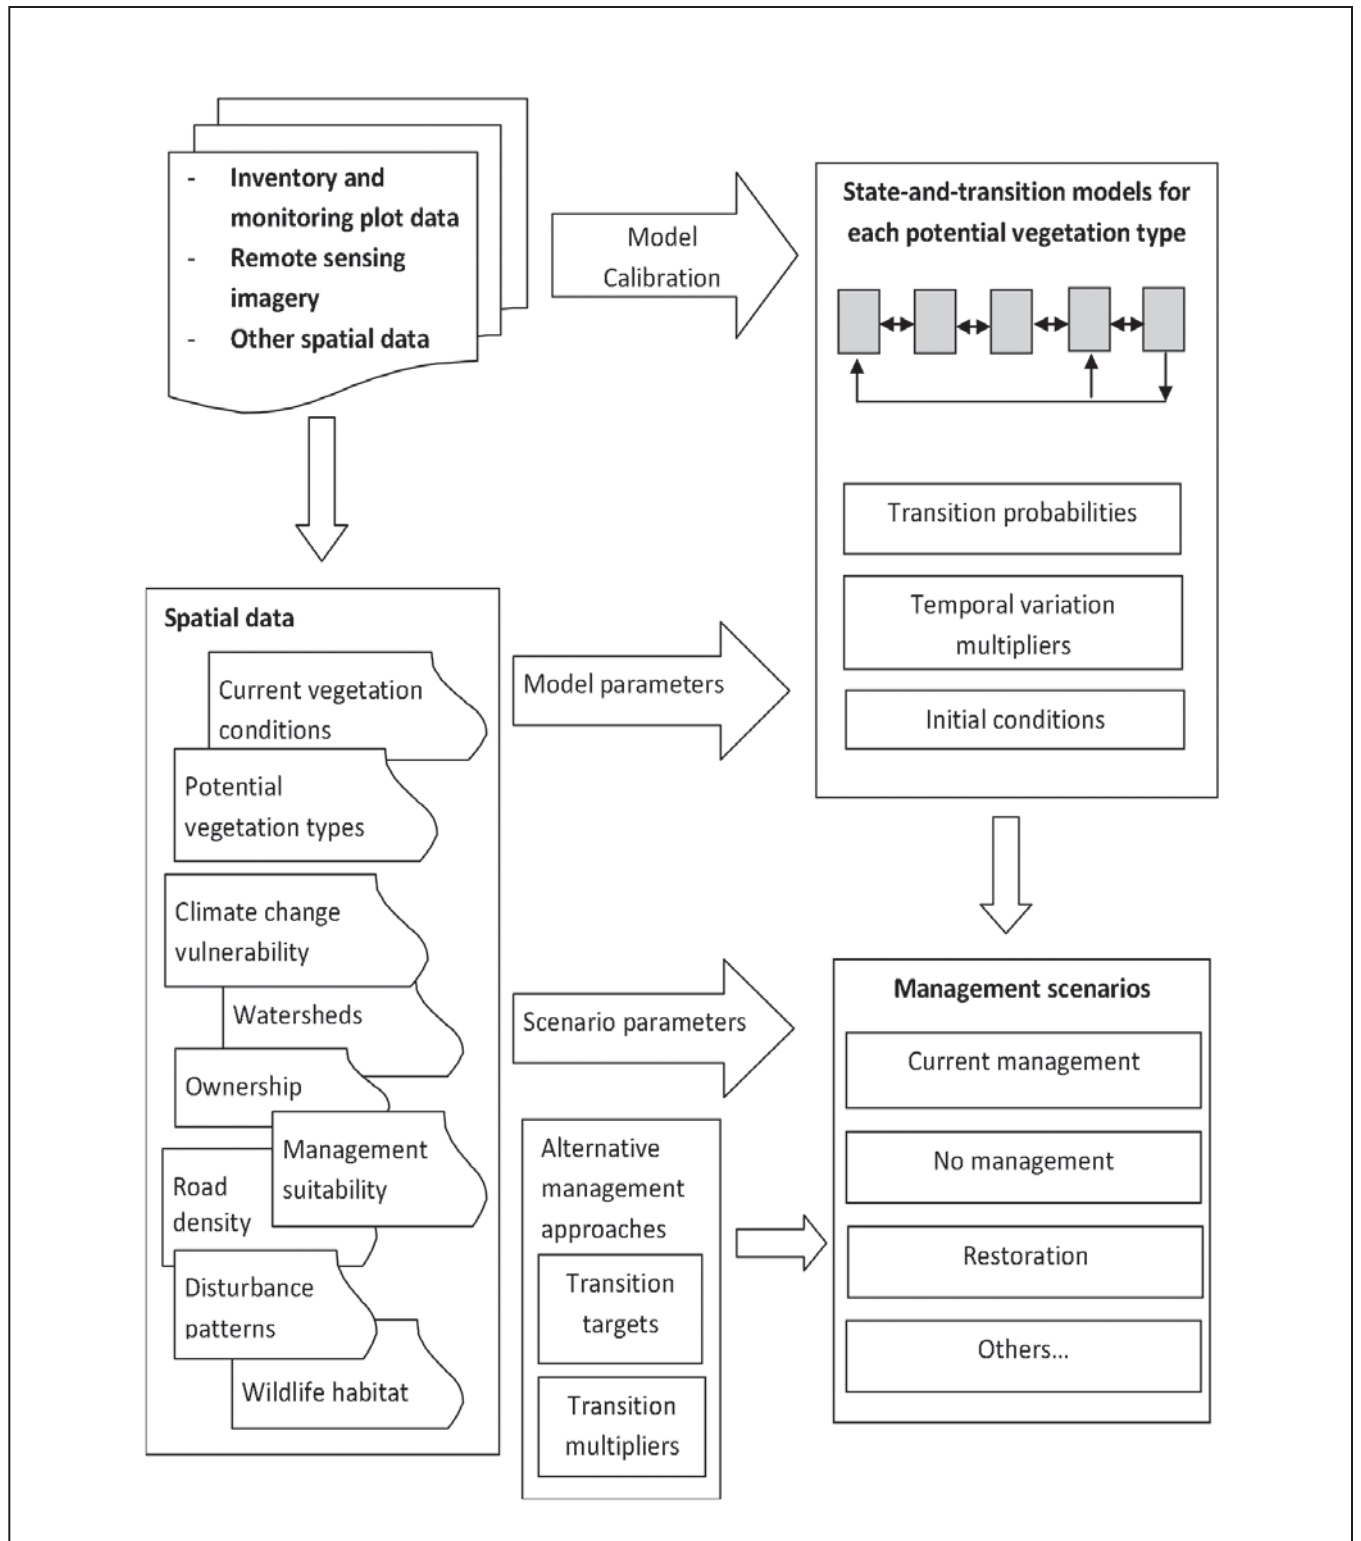 - Inventory and
monitoring plot data
- Remote sensing
imagery
- Other spatial data
Model
Calibration
State-and-transition models for
each potential vegetation type
Transition probabilities
Temporal variation
multipliers
Initial conditions
Spatial data
Current vegetation
conditions
Potential
vegetation types
Climate change
vulnerability
Watersheds
Ownership
Management
suitability
Road
density
Disturbance
patterns
Wildlife habitat
Model parameters
Scenario parameters
Alternative
management
approaches
Transition
targets
Transition
multipliers
Management scenarios
Current management
No management
Restoration
Others...